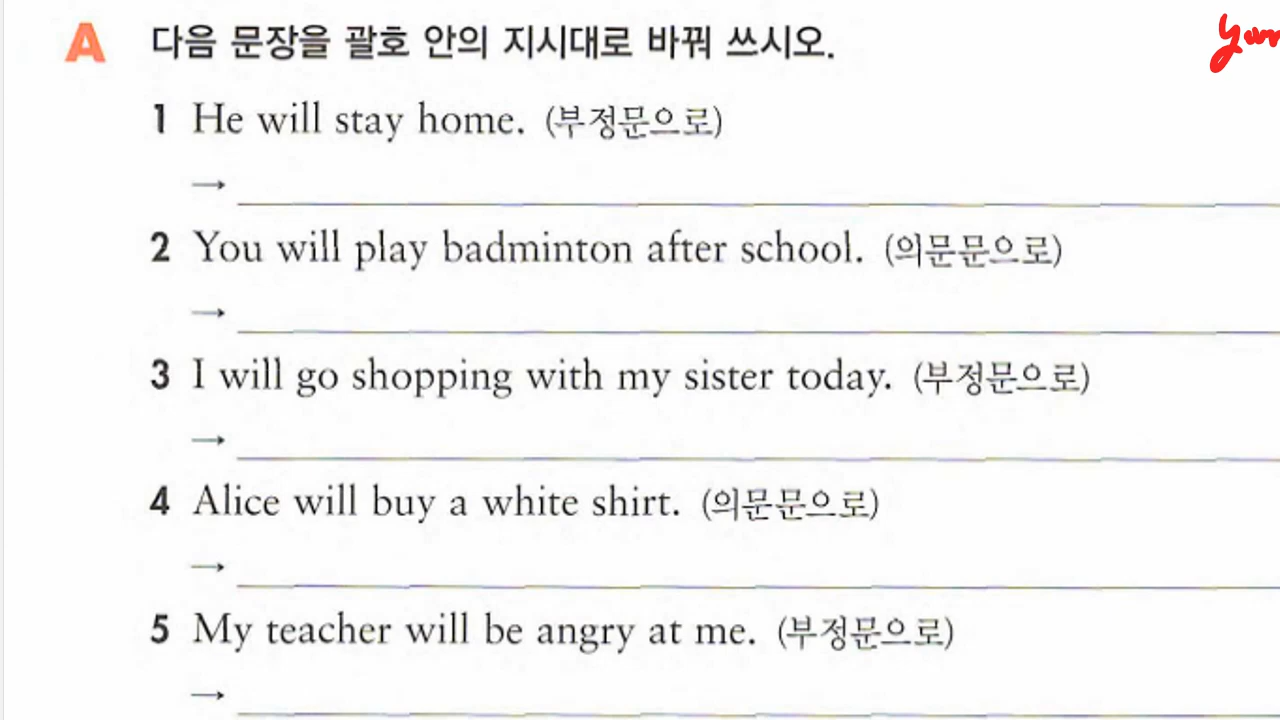 A 다음 문장을 괄호 안의 지시대로 바꿔 쓰시오.
1 He will stay home. (부정문으로)
→
2 You will play badminton after school. (의문문으로)
→
3 I will go shopping with my sister today. (부정문으로)
→
4 Alice will buy a white shirt. (의문문으로)
→
5 My teacher will be angry at me. (부정문으로)
→